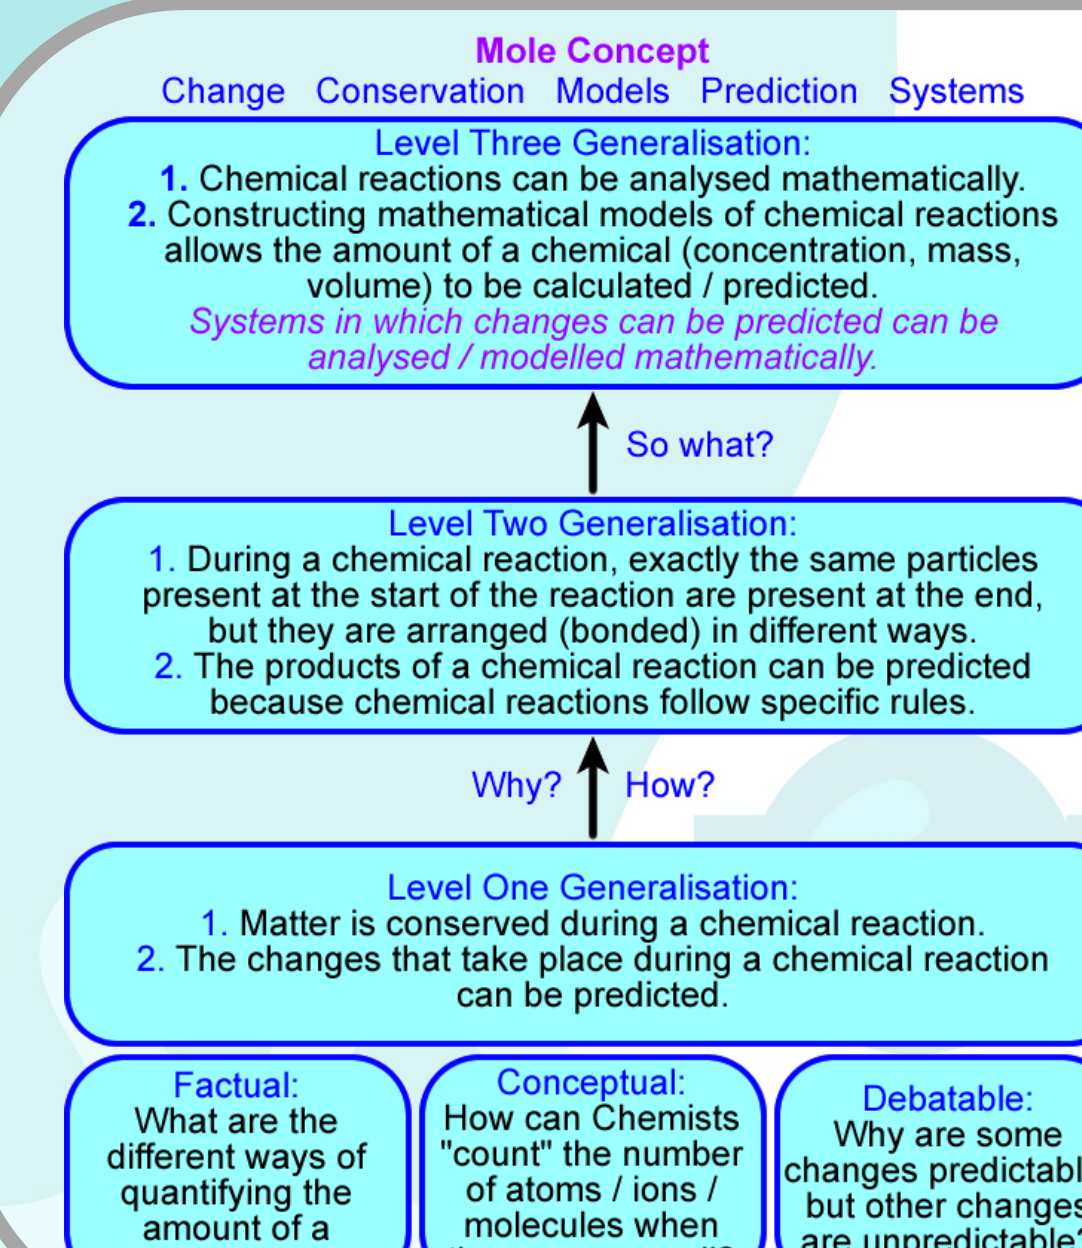 Mole Concept
Change Conservation Models Prediction Systems
Level Three Generalisation:
1. Chemical reactions can be analysed mathematically.
2. Constructing mathematical models of chemical reactions
allows the amount of a chemical (concentration, mass,
volume) to be calculated / predicted.
Systems in which changes can be predicted can be
analysed / modelled mathematically.
So what?
Level Two Generalisation:
1. During a chemical reaction, exactly the same particles
present at the start of the reaction are present at the end,
but they are arranged (bonded) in different ways.
2. The products of a chemical reaction can be predicted
because chemical reactions follow specific rules.
Why? How?
Level One Generalisation:
1. Matter is conserved during a chemical reaction.
2. The changes that take place during a chemical reaction
can be predicted.
Factual:
What are the
different ways of
quantifying the
amount of a
Conceptual:
How can Chemists
"count" the number
of atoms / ions /
molecules when
Debatable:
Why are some
changes
but other changes
are unpredictable?